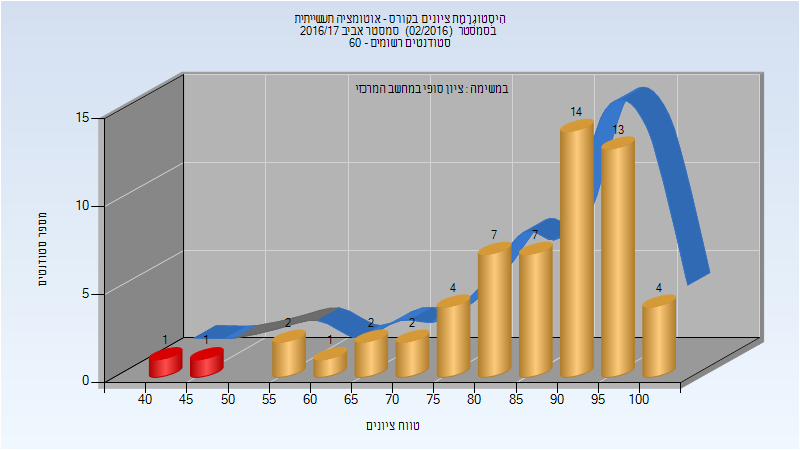 היסטוגרמת ציונים בקורס - אוטומציה תעשייתית
בסמסטר (02/2016) סמסטר אביב 2016/17
סטודנטים רשומים - 60
במשימה : ציון סופי במחשב המרכזי
מספר סטודנטים
15
10
5
0
1
1
2
1
2
2
4
7
7
14
13
4
40 45 50 55 60 65 70 75 80 85 90 95 100
טווח ציונים